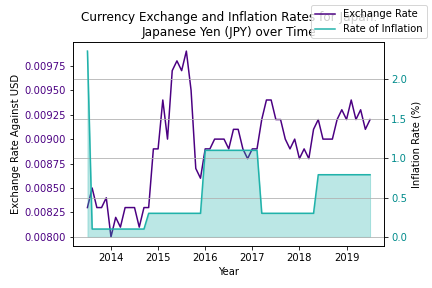 Currency Exchange and Inflation Rates for Japan:
Japanese Yen (JPY) over Time
Exchange Rate
Rate of Inflation
Exchange Rate Against USD
0.00975
0.00950
0.00925
0.00900
0.00875
0.00850
0.00825
0.00800
2.0
1.5
1.0
0.5
0.0
Inflation Rate (%)
2014
2015
2016
2017
2018
2019
Year